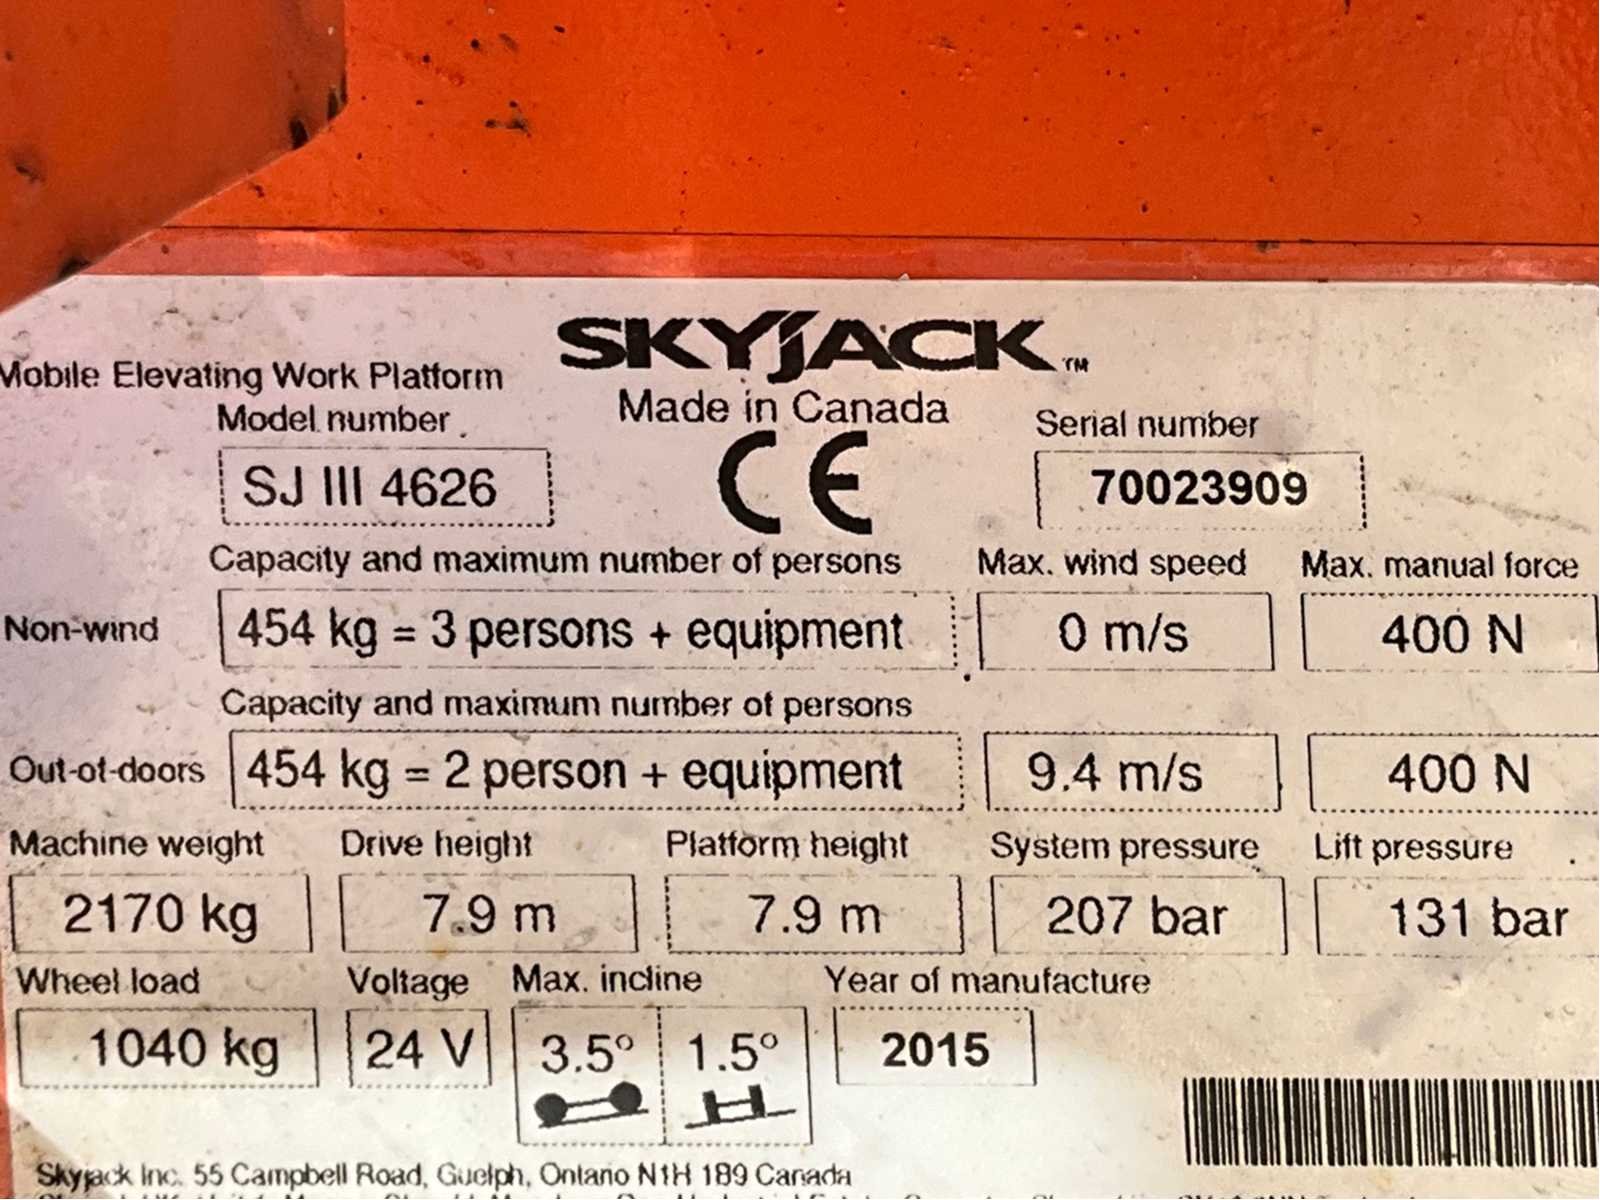 SKYJACK™
Mobile Elevating Work Platform
Made in Canada
Model number
Serial number
SJ III 4626
CE
70023909
Capacity and maximum number of persons Max. wind speed Max. manual force
Non-wind 454 kg = 3 persons + equipment 0 m/s 400 N
Capacity and maximum number of persons
Out-of-doors 454 kg = 2 person + equipment 9.4 m/s 400 N
Machine weight Drive height Platform height System pressure Lift pressure
2170 kg 7.9 m 7.9 m 207 bar 131 bar
Wheel load Voltage Max. incline Year of manufacture
1040 kg 24 V 3.5° 1.5° 2015
Skyjack Inc. 55 Campbell Road, Guelph, Ontario N1H 1B9 Canada